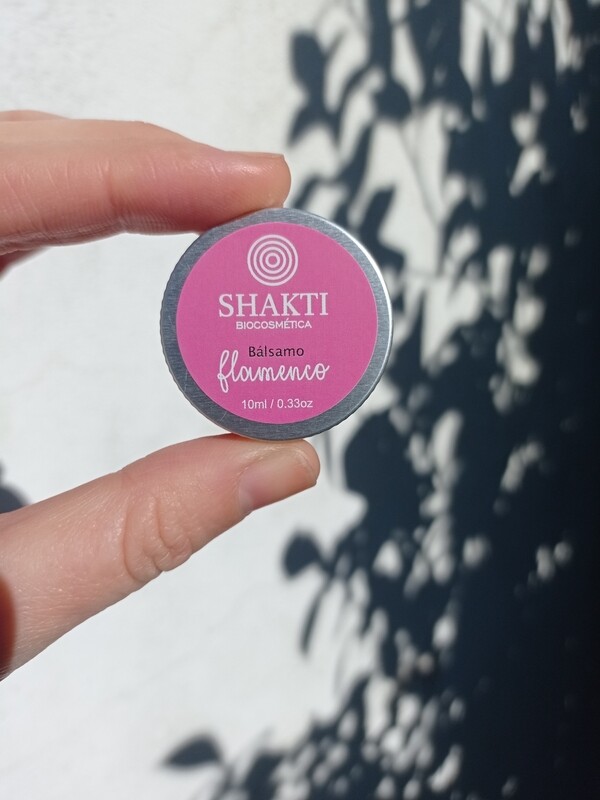 SHAKTI
BIOCOSMÉTICA
Bálsamo
flamenco
10ml / 0.33oz